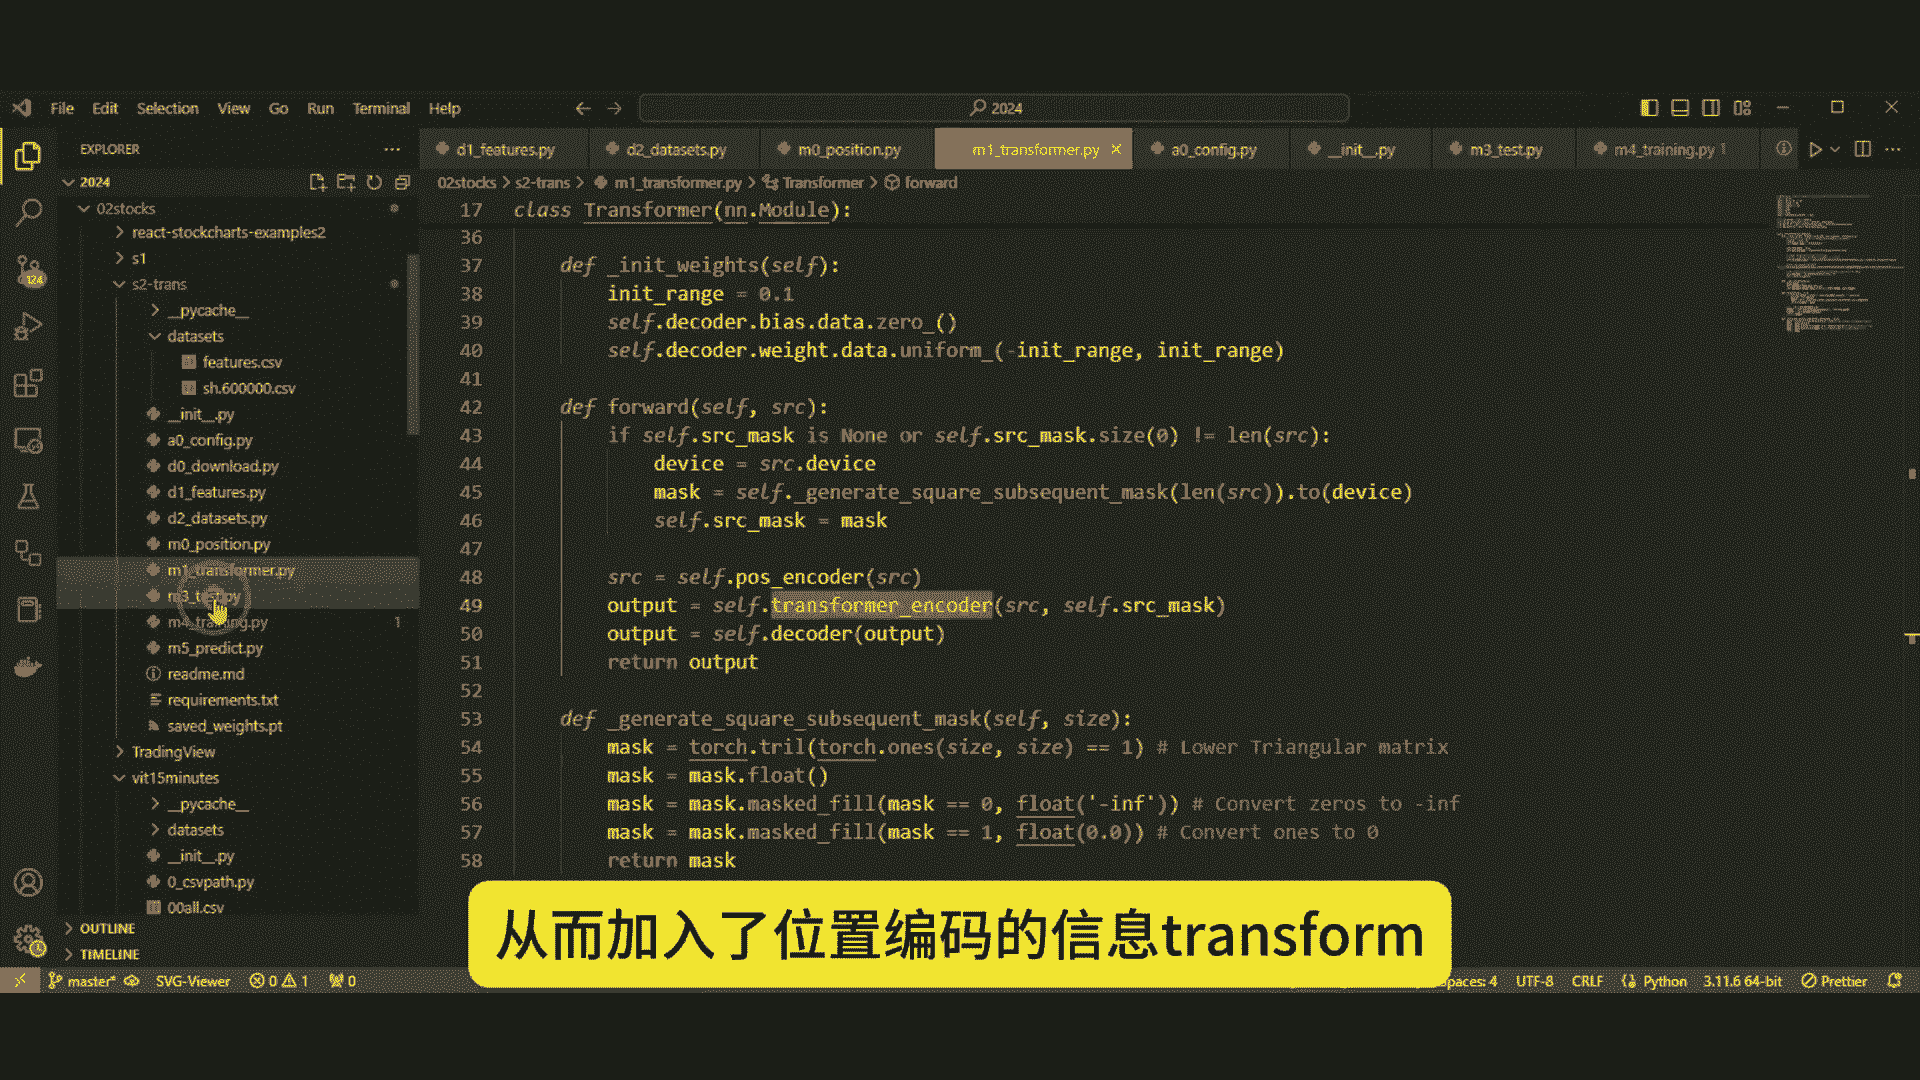 File Edit Selection View Go Run Terminal Help
2024
EXPLORER
2024
02stocks
react-stockcharts-examples2
s1
s2-trans
__pycache__
datasets
features.csv
sh.600000.csv
__init__.py
a0_config.py
d0_download.py
d1_features.py
d2_datasets.py
m0_position.py
m1_transformer.py
m3_test.py
m4_training.py 1
m5_predict.py
readme.md
requirements.txt
saved_weights.pt
TradingView
vit15minutes
__pycache__
datasets
__init__.py
0_csvpath.py
00all.csv
OUTLINE
TIMELINE
124
d1_features.py d2_datasets.py m0_position.py m1_transformer.py a0_config.py __init__.py m3_test.py m4_training.py 1
02stocks > s2-trans > m1_transformer.py > Transformer > forward
17 class Transformer(nn.Module):
36
37 def _init_weights(self):
38 init_range = 0.1
39 self.decoder.bias.data.zero_()
40 self.decoder.weight.data.uniform_(-init_range, init_range)
41
42 def forward(self, src):
43 if self.src_mask is None or self.src_mask.size(0) != len(src):
44 device = src.device
45 mask = self._generate_square_subsequent_mask(len(src)).to(device)
46 self.src_mask = mask
47
48 src = self.pos_encoder(src)
49 output = self.transformer_encoder(src, self.src_mask)
50 output = self.decoder(output)
51 return output
52
53 def _generate_square_subsequent_mask(self, size):
54 mask = torch.tril(torch.ones(size, size) == 1) # Lower Triangular matrix
55 mask = mask.float()
56 mask = mask.masked_fill(mask == 0, float('-inf')) # Convert zeros to -inf
57 mask = mask.masked_fill(mask == 1, float(0.0)) # Convert ones to 0
58 return mask
从而加入了位置编码的信息transform
master* SVG-Viewer 0 1 0 Spaces: 4 UTF-8 CRLF Python 3.11.6 64-bit Prettier